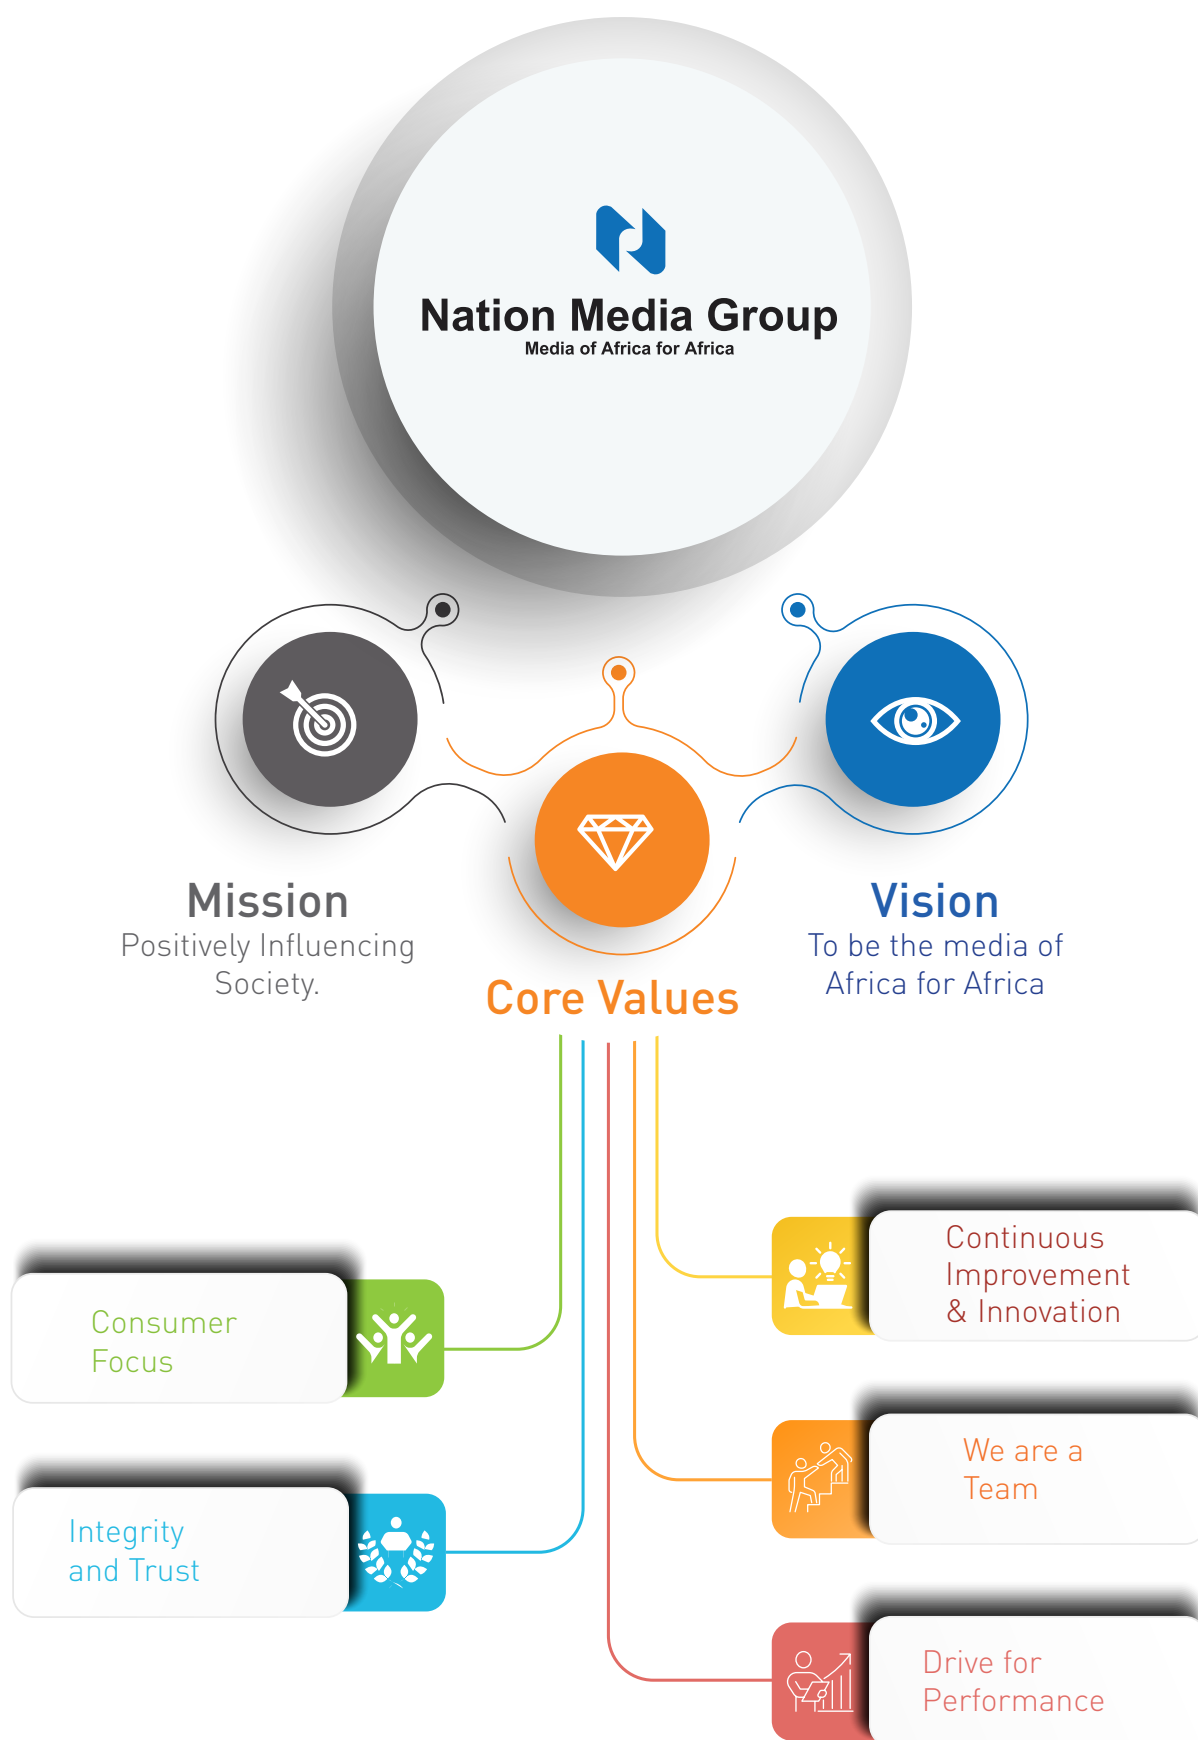 Nation Media Group
Media of Africa for Africa
Mission
Positively Influencing
Society.
Vision
To be the media of
Africa for Africa
Core Values
Consumer
Focus
Integrity
and Trust
Continuous
Improvement
& Innovation
We are a
Team
Drive for
Performance